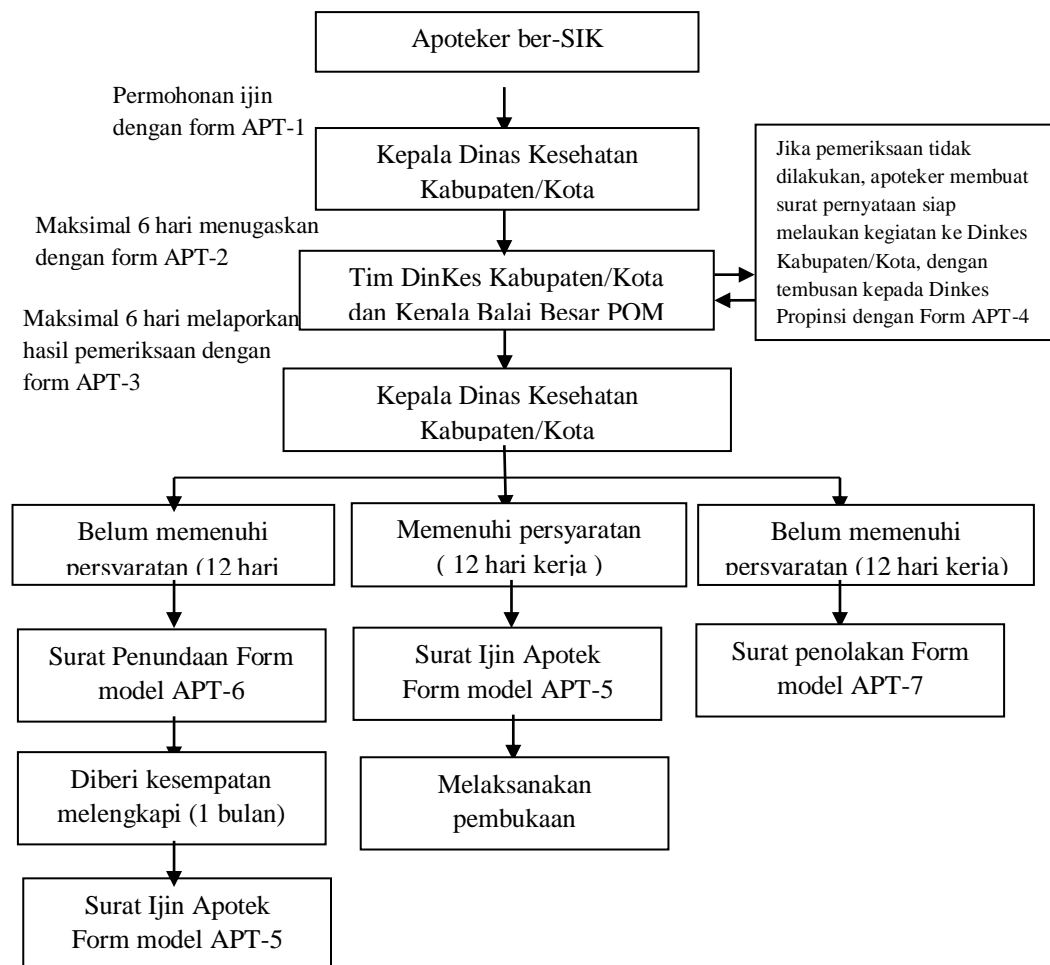 Apoteker ber-SIK
Permohonan ijin
dengan form APT-1
Kepala Dinas Kesehatan
Kabupaten/Kota
Jika pemeriksaan tidak
dilakukan, apoteker membuat
surat pernyataan siap
melaukan kegiatan ke Dinkes
Kabupaten/Kota, dengan
tembusan kepada Dinkes
Propinsi dengan Form APT-4
Maksimal 6 hari menugaskan
dengan form APT-2
Tim DinKes Kabupaten/Kota
dan Kepala Balai Besar POM
Maksimal 6 hari melaporkan
hasil pemeriksaan dengan
form APT-3
Kepala Dinas Kesehatan
Kabupaten/Kota
Belum memenuhi
persyaratan (12 hari
Memenuhi persyaratan
( 12 hari kerja )
Belum memenuhi
persyaratan (12 hari kerja)
Surat Penundaan Form
model APT-6
Surat Ijin Apotek
Form model APT-5
Surat penolakan Form
model APT-7
Diberi kesempatan
melengkapi (1 bulan)
Melaksanakan
pembukaan
Surat Ijin Apotek
Form model APT-5